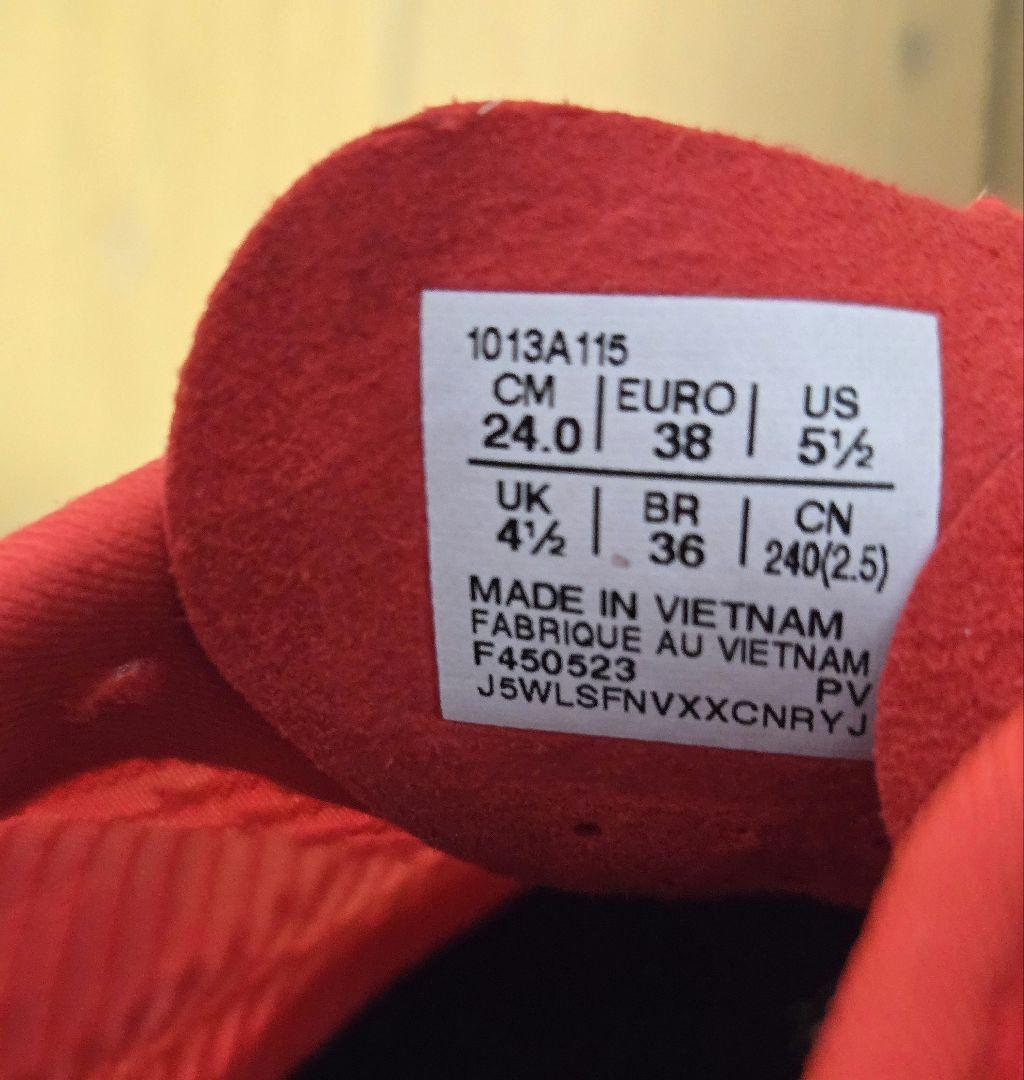 1013A115
CM | EURO | US
24.0 | 38 | 5½
UK | BR | CN
4½ | 36 | 240(2.5)
MADE IN VIETNAM
FABRIQUE AU VIETNAM
F450523 PV
J5WLSFNVXXCNRYJ